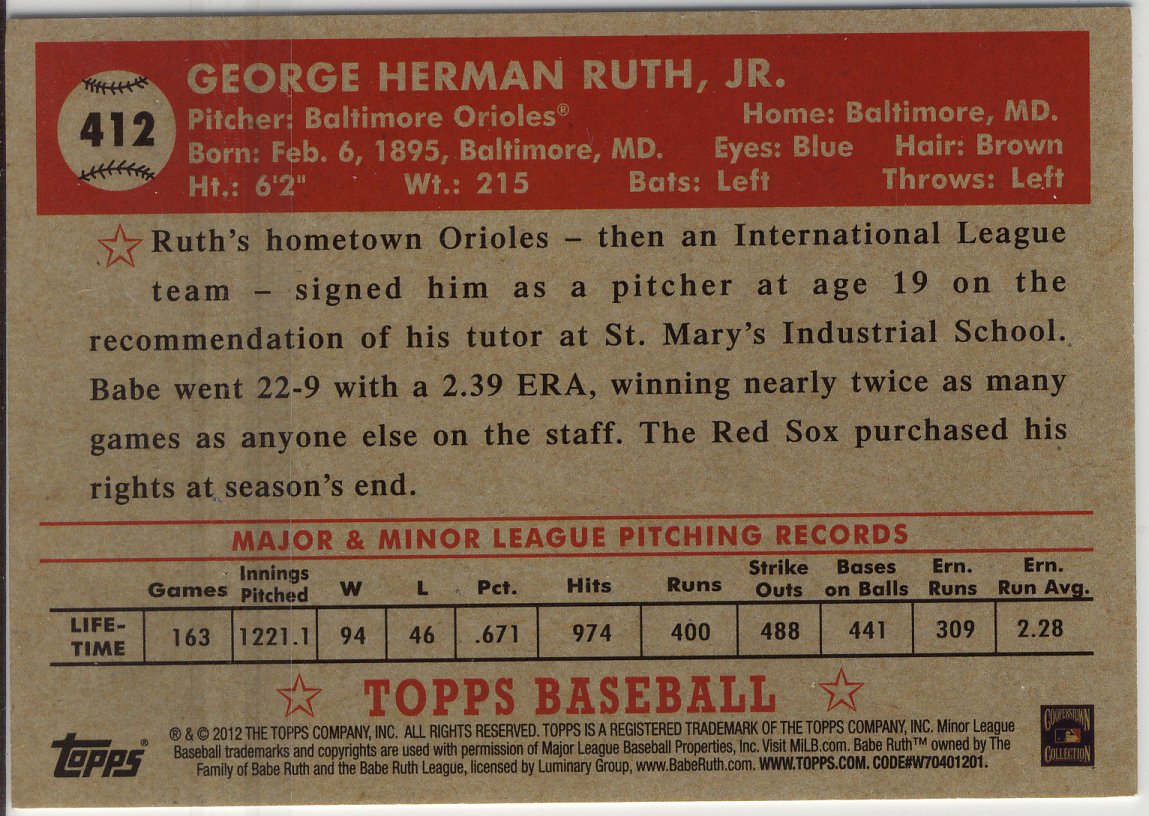 412
GEORGE HERMAN RUTH, JR.
Pitcher: Baltimore Orioles® Home: Baltimore, MD.
Born: Feb. 6, 1895, Baltimore, MD. Eyes: Blue Hair: Brown
Ht.: 6'2" Wt.: 215 Bats: Left Throws: Left
Ruth's hometown Orioles – then an International League
team – signed him as a pitcher at age 19 on the
recommendation of his tutor at St. Mary's Industrial School.
Babe went 22-9 with a 2.39 ERA, winning nearly twice as many
games as anyone else on the staff. The Red Sox purchased his
rights at season's end.
MAJOR & MINOR LEAGUE PITCHING RECORDS
Games Innings Pitched W L Pct. Hits Runs Strike Outs Bases on Balls Ern. Runs Ern. Run Avg.
LIFE-TIME 163 1221.1 94 46 .671 974 400 488 441 309 2.28
TOPPS BASEBALL
® & © 2012 THE TOPPS COMPANY, INC. ALL RIGHTS RESERVED. TOPPS IS A REGISTERED TRADEMARK OF THE TOPPS COMPANY, INC. Minor League
Baseball trademarks and copyrights are used with permission of Major League Baseball Properties, Inc. Visit MiLB.com. Babe Ruth™ owned by The
Family of Babe Ruth and the Babe Ruth League, licensed by Luminary Group, www.BabeRuth.com. WWW.TOPPS.COM. CODE#W70401201.
TOPPS®
COOPERSTOWN
COLLECTION